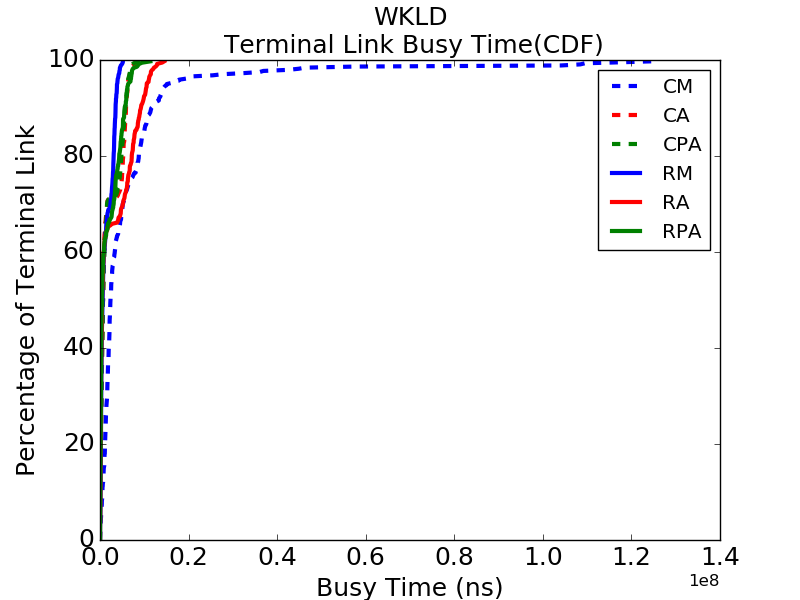 WKLD
Terminal Link Busy Time(CDF)
Percentage of Terminal Link
100
80
60
40
20
0
0.0 0.2 0.4 0.6 0.8 1.0 1.2 1.4
1e8
Busy Time (ns)
CM
CA
CPA
RM
RA
RPA